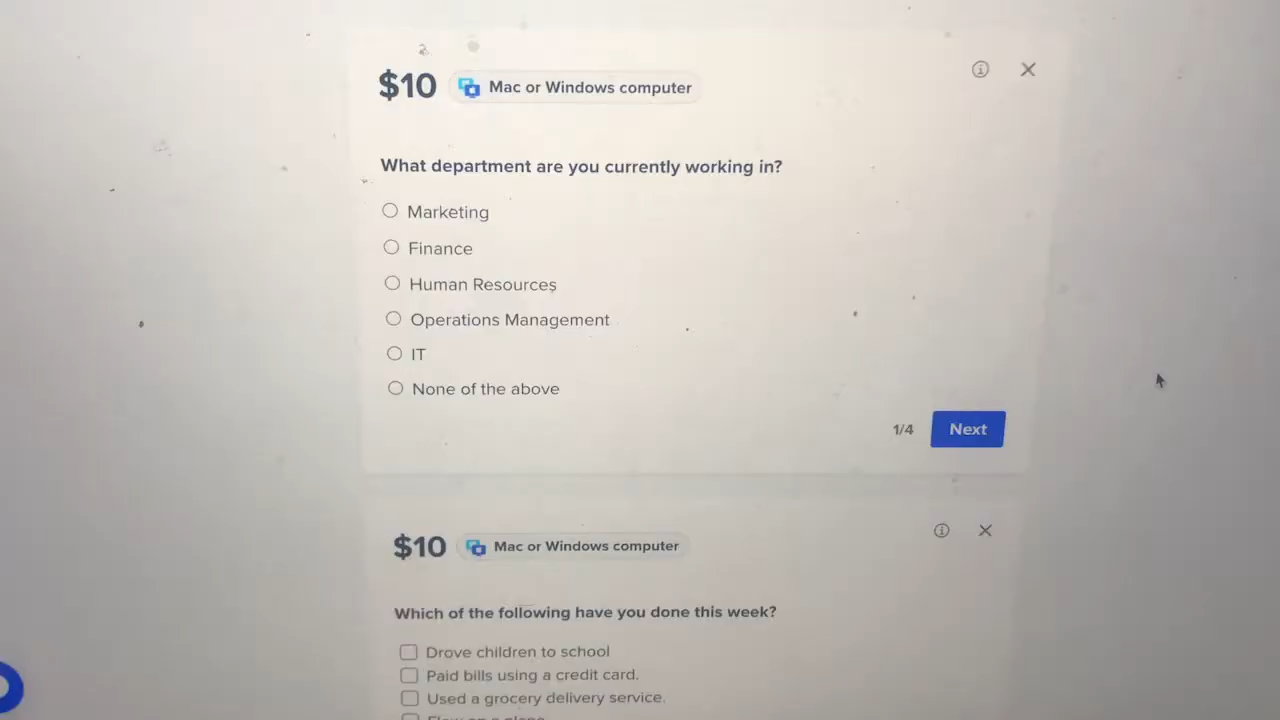 $10 Mac or Windows computer
What department are you currently working in?
Marketing
Finance
Human Resources
Operations Management
IT
None of the above
1/4 Next
$10 Mac or Windows computer
Which of the following have you done this week?
Drove children to school
Paid bills using a credit card.
Used a grocery delivery service.